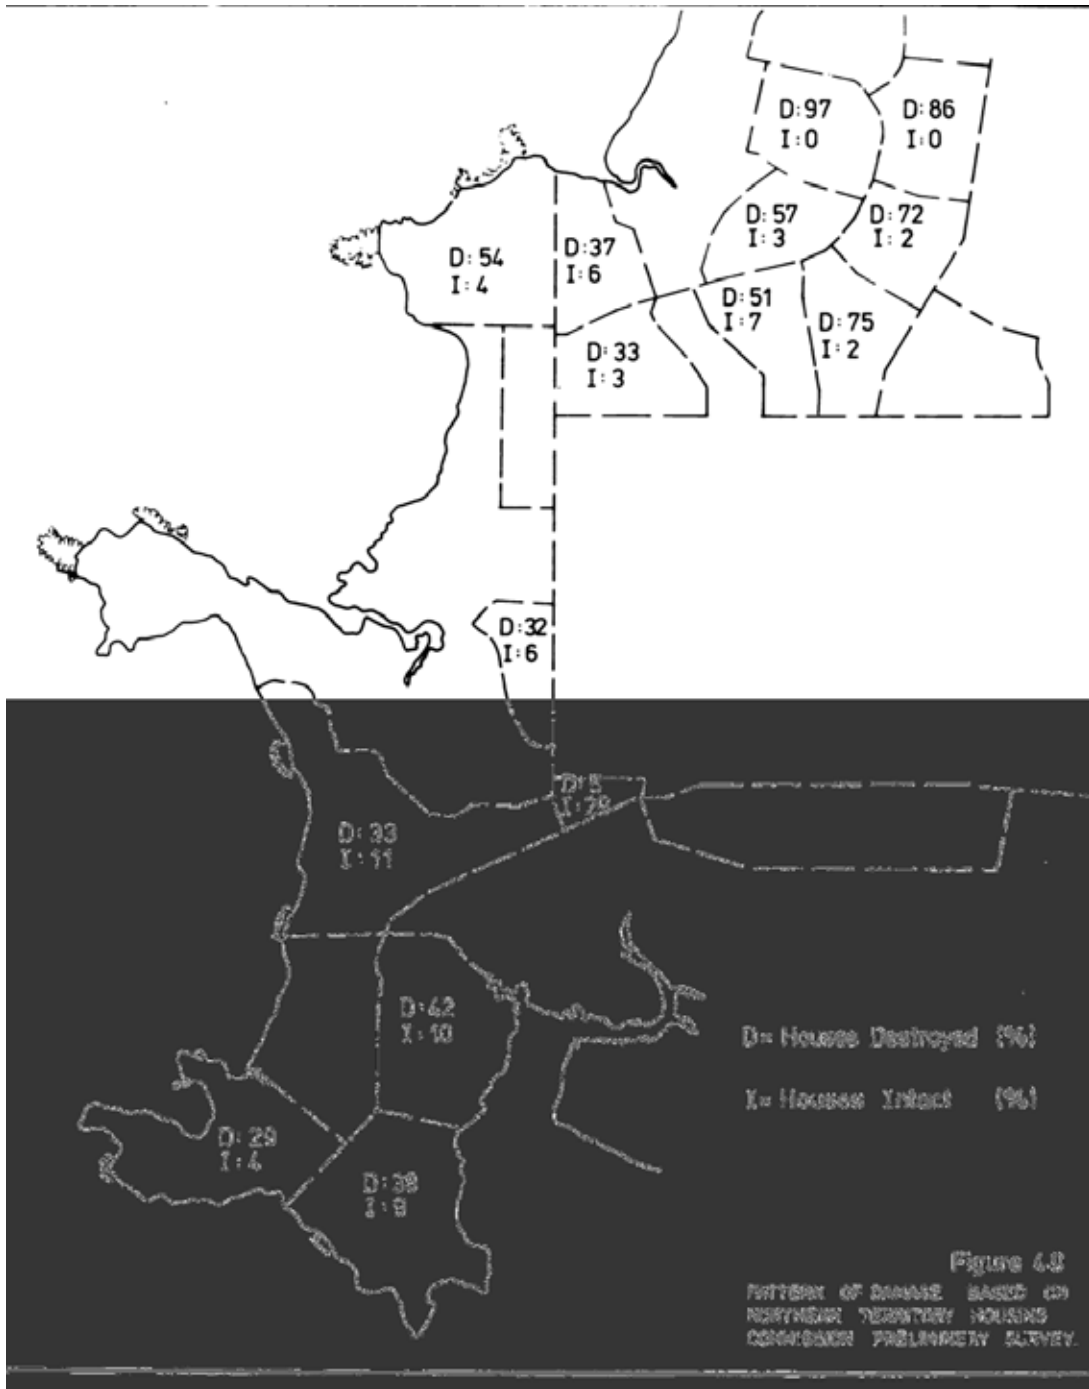 D:97
I:0
D:86
I:0
D:57
I:3
D:72
I:2
D:54
I:4
D:37
I:6
D:51
I:7
D:75
I:2
D:33
I:3
D:32
I:6
D:5
D:33
I:11
D:42
I:10
D= Houses Destroyed (%)
I= Houses Intact (%)
D:29
I:4
I:9
Figure 4.8
PATTERN OF DAMAGE BASED ON
NORTHERN TERRITORY HOUSING
COMMISSION PRELIMINARY SURVEY.